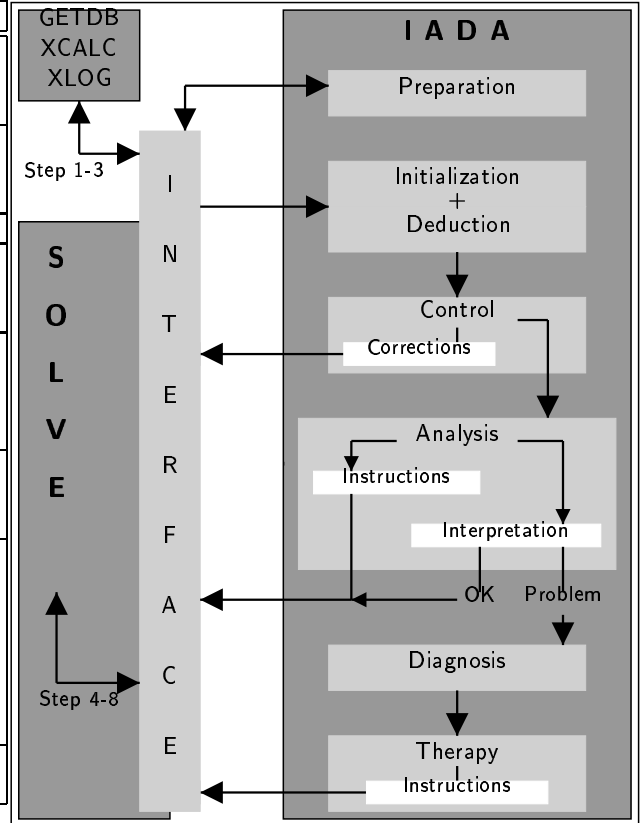 GETDB
XCALC
XLOG
Step 1-3
S
O
L
V
E
Step 4-8
I
N
T
E
R
F
A
C
E
I A D A
Preparation
Initialization
+
Deduction
Control
Corrections
Analysis
Instructions
Interpretation
OK
Problem
Diagnosis
Therapy
Instructions